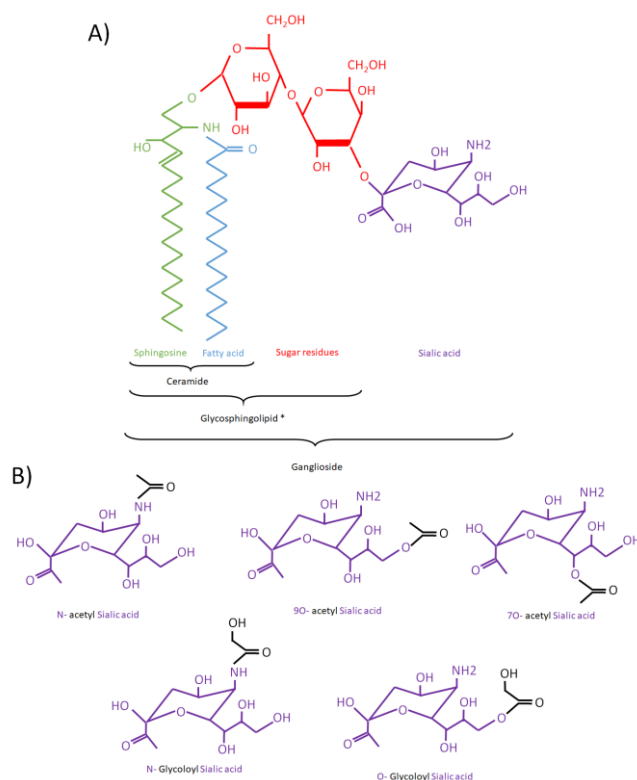 A)
CH₂OH
O
O
HO
OH
OH
O
CH₂OH
O
OH
OH
OH
O
NH
HO
O
OH
NH2
O
OH
OH
OH
O
OH
Sphingosine Fatty acid Sugar residues Sialic acid
Ceramide
Glycosphingolipid *
Ganglioside
B)
O
OH
NH
HO
O
OH
OH
OH
O
N- acetyl Sialic acid
NH2
OH
HO
O
OH
O
O
OH
O
9O- acetyl Sialic acid
NH2
OH
HO
O
OH
OH
O
O
O
7O- acetyl Sialic acid
OH
O
OH
NH
HO
O
OH
OH
OH
O
N- Glycoloyl Sialic acid
NH2
OH
OH
HO
O
OH
O
O
OH
O
O- Glycoloyl Sialic acid